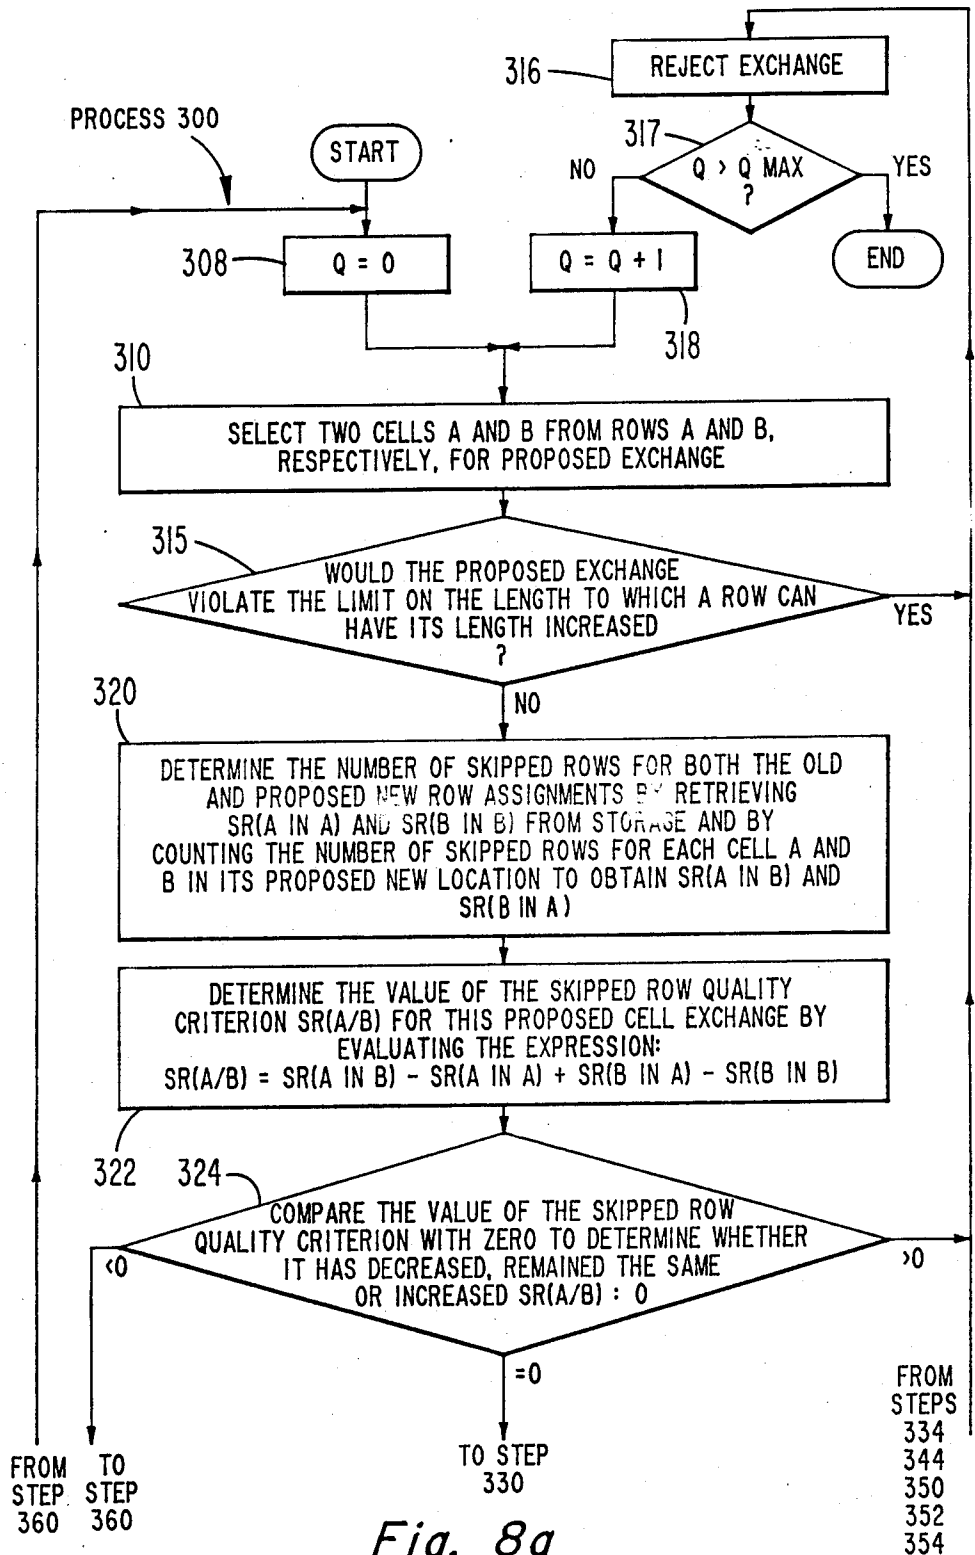 316
REJECT EXCHANGE
PROCESS 300
START
317
Q > Q MAX
?
NO
YES
308
Q = 0
Q = Q + 1
318
END
310
SELECT TWO CELLS A AND B FROM ROWS A AND B,
RESPECTIVELY, FOR PROPOSED EXCHANGE
315
WOULD THE PROPOSED EXCHANGE
VIOLATE THE LIMIT ON THE LENGTH TO WHICH A ROW CAN
HAVE ITS LENGTH INCREASED
?
YES
NO
320
DETERMINE THE NUMBER OF SKIPPED ROWS FOR BOTH THE OLD
AND PROPOSED NEW ROW ASSIGNMENTS BY RETRIEVING
SR(A IN A) AND SR(B IN B) FROM STORAGE AND BY
COUNTING THE NUMBER OF SKIPPED ROWS FOR EACH CELL A AND
B IN ITS PROPOSED NEW LOCATION TO OBTAIN SR(A IN B) AND
SR(B IN A)
DETERMINE THE VALUE OF THE SKIPPED ROW QUALITY
CRITERION SR(A/B) FOR THIS PROPOSED CELL EXCHANGE BY
EVALUATING THE EXPRESSION:
SR(A/B) = SR(A IN B) - SR(A IN A) + SR(B IN A) - SR(B IN B)
322
324
COMPARE THE VALUE OF THE SKIPPED ROW
QUALITY CRITERION WITH ZERO TO DETERMINE WHETHER
IT HAS DECREASED, REMAINED THE SAME
OR INCREASED SR(A/B) : 0
<0
>0
=0
FROM
STEP
360
TO
STEP
360
TO STEP
330
FROM
STEPS
334
344
350
352
354
Fig. 8a